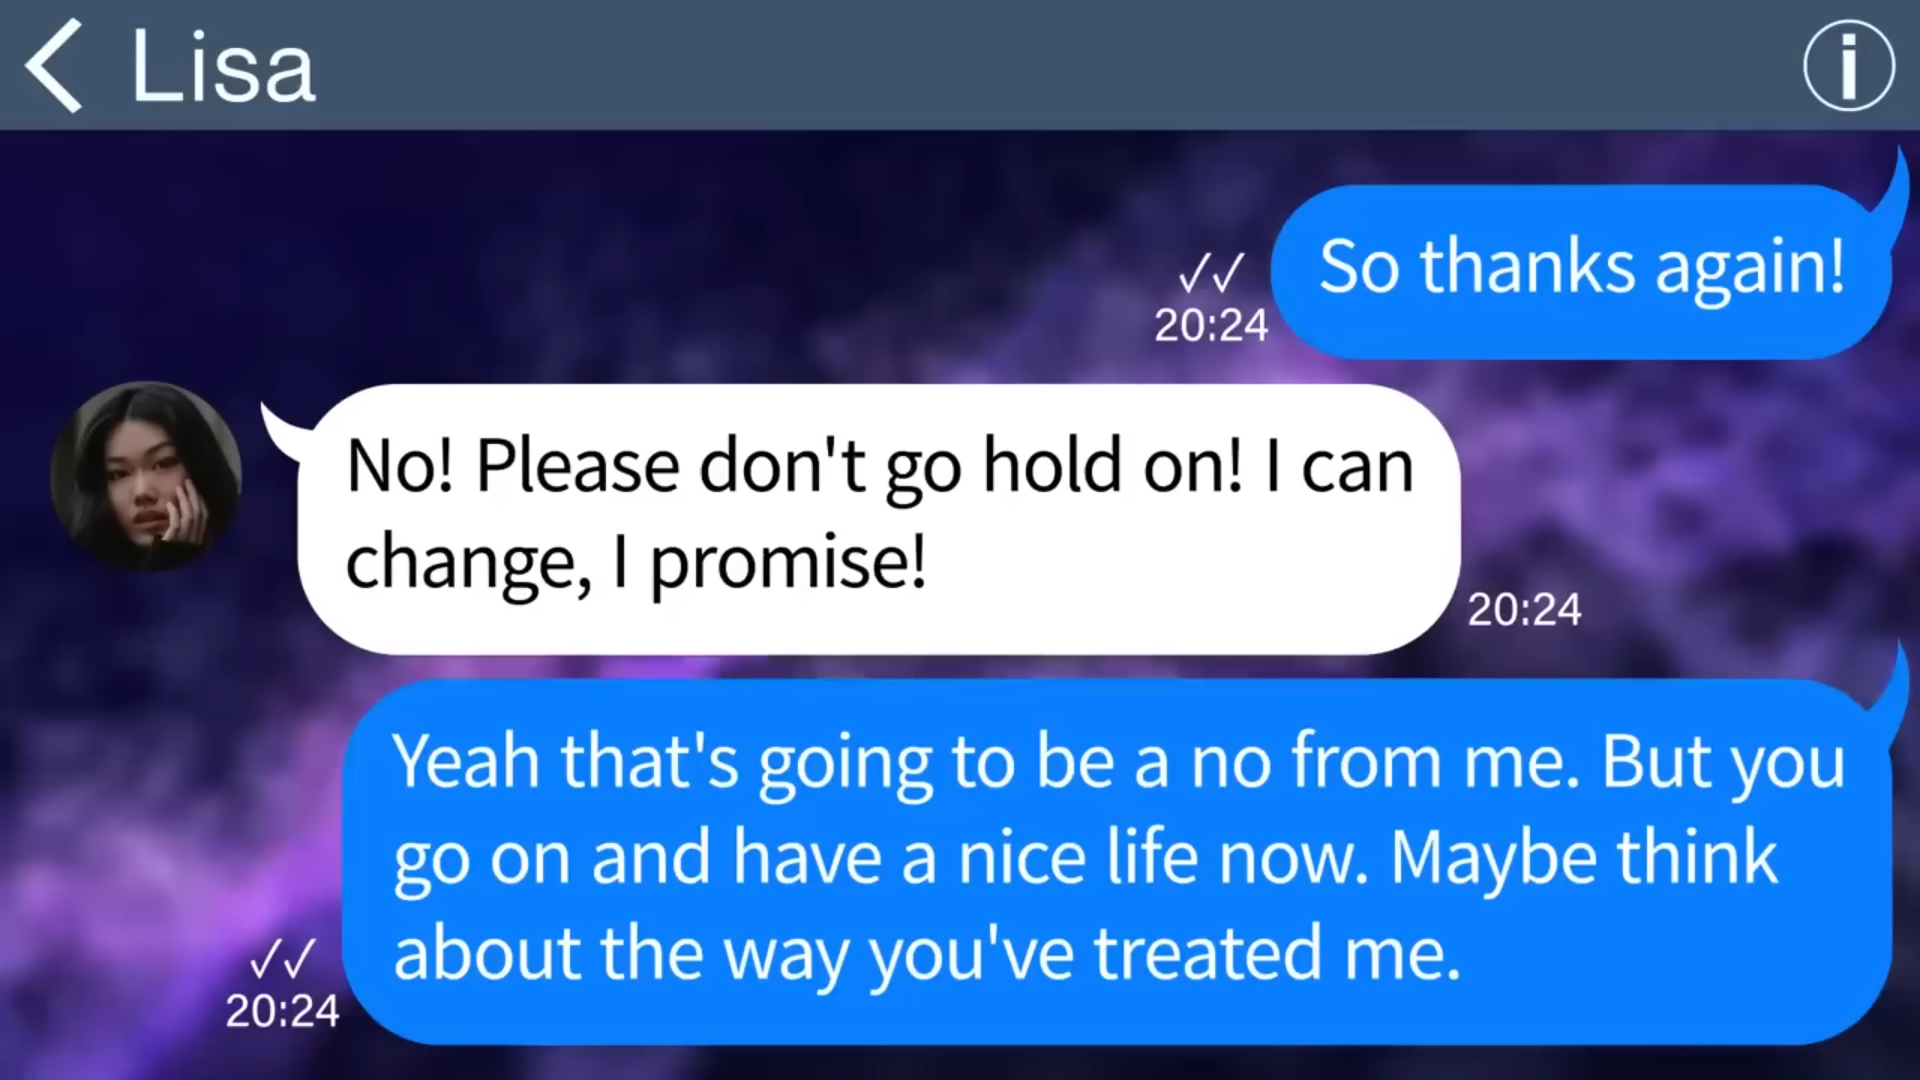 Lisa
So thanks again!
20:24
No! Please don't go hold on! I can
change, I promise!
20:24
Yeah that's going to be a no from me. But you
go on and have a nice life now. Maybe think
about the way you've treated me.
20:24